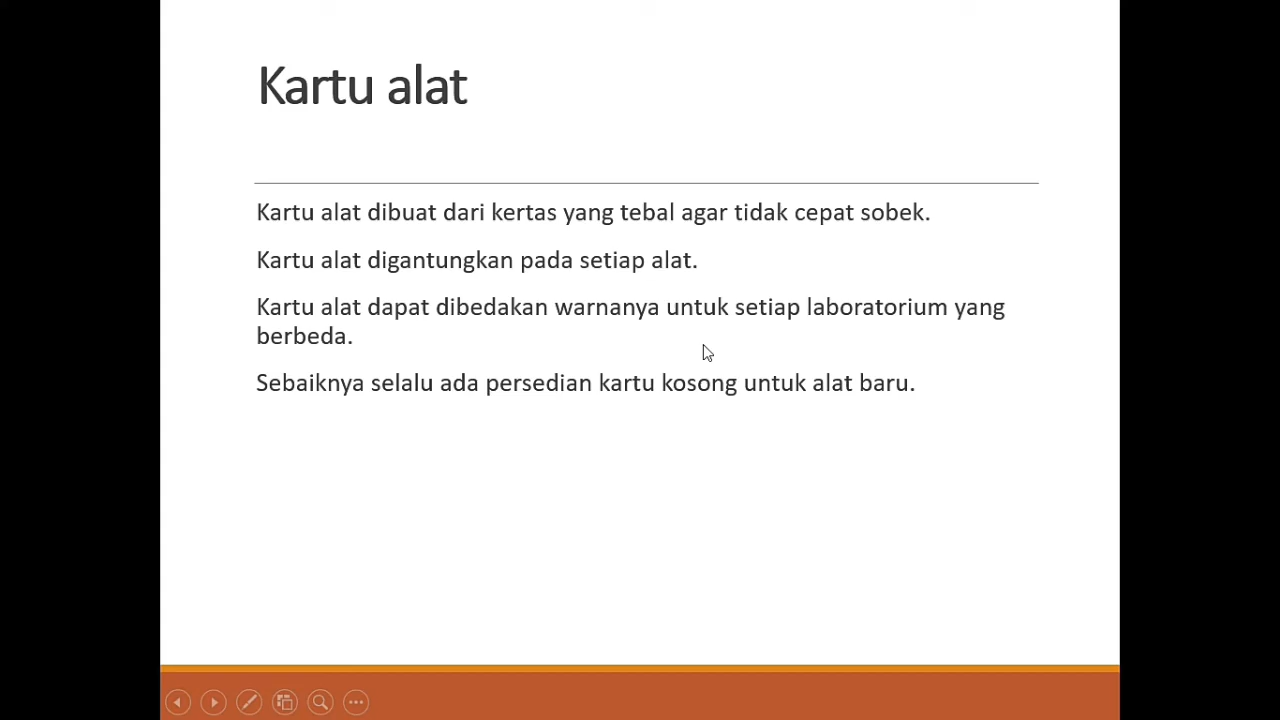 Kartu alat
Kartu alat dibuat dari kertas yang tebal agar tidak cepat sobek.
Kartu alat digantungkan pada setiap alat.
Kartu alat dapat dibedakan warnanya untuk setiap laboratorium yang
berbeda.
Sebaiknya selalu ada persedian kartu kosong untuk alat baru.